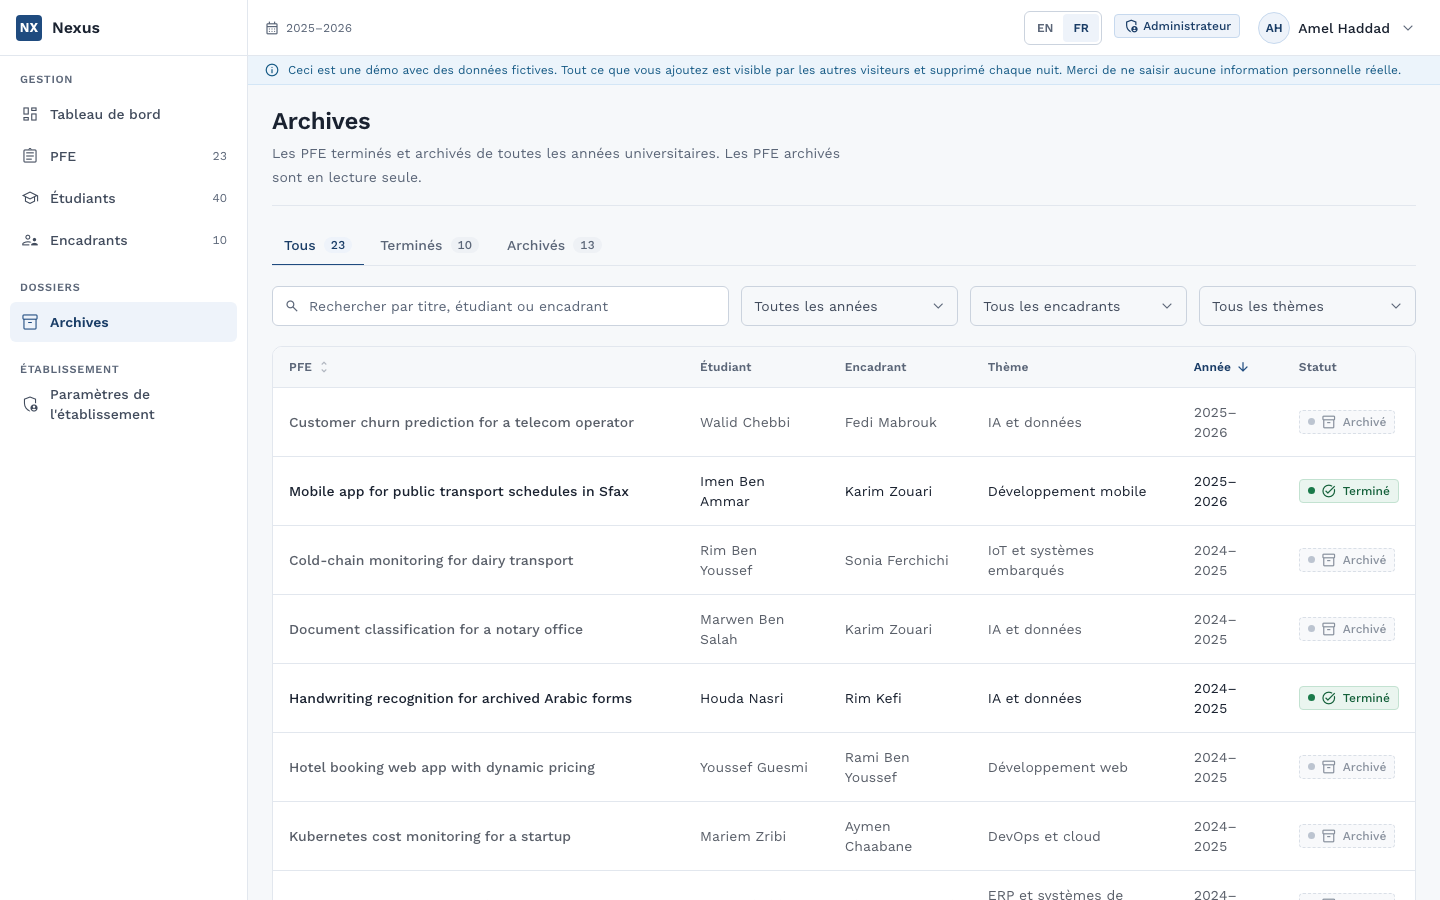 NX Nexus
2025–2026
EN FR
Administrateur
AH Amel Haddad
Ceci est une démo avec des données fictives. Tout ce que vous ajoutez est visible par les autres visiteurs et supprimé chaque nuit. Merci de ne saisir aucune information personnelle réelle.
GESTION
Tableau de bord
PFE 23
Étudiants 40
Encadrants 10
DOSSIERS
Archives
ÉTABLISSEMENT
Paramètres de
l'établissement
Archives
Les PFE terminés et archivés de toutes les années universitaires. Les PFE archivés
sont en lecture seule.
Tous 23 Terminés 10 Archivés 13
Rechercher par titre, étudiant ou encadrant
Toutes les années
Tous les encadrants
Tous les thèmes
PFE Étudiant Encadrant Thème Année Statut
Customer churn prediction for a telecom operator
Walid Chebbi
Fedi Mabrouk
IA et données
2025–
2026
Archivé
Mobile app for public transport schedules in Sfax
Imen Ben
Ammar
Karim Zouari
Développement mobile
2025–
2026
Terminé
Cold-chain monitoring for dairy transport
Rim Ben
Youssef
Sonia Ferchichi
IoT et systèmes
embarqués
2024–
2025
Archivé
Document classification for a notary office
Marwen Ben
Salah
Karim Zouari
IA et données
2024–
2025
Archivé
Handwriting recognition for archived Arabic forms
Houda Nasri
Rim Kefi
IA et données
2024–
2025
Terminé
Hotel booking web app with dynamic pricing
Youssef Guesmi
Rami Ben
Youssef
Développement web
2024–
2025
Archivé
Kubernetes cost monitoring for a startup
Mariem Zribi
Aymen
Chaabane
DevOps et cloud
2024–
2025
Archivé
ERP et systèmes de
2024–